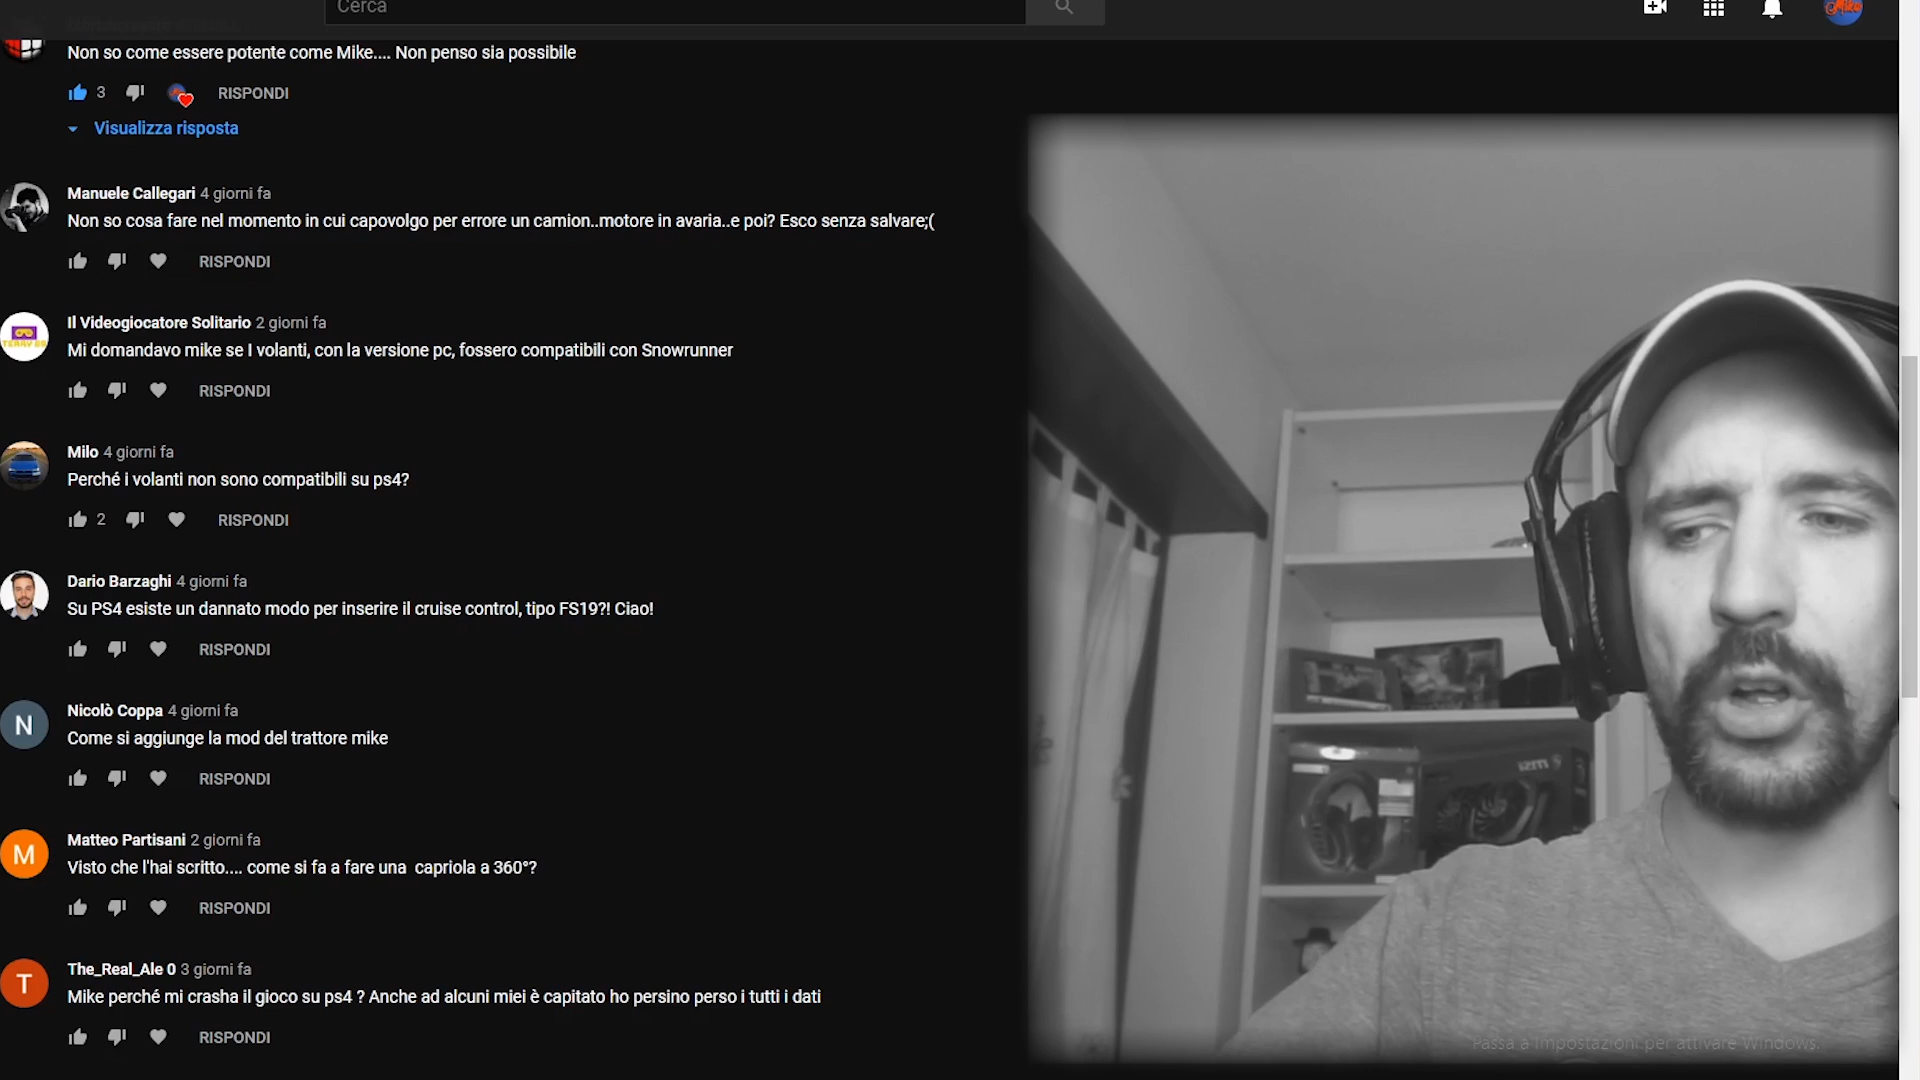 Cerca
Non so come essere potente come Mike.... Non penso sia possibile
3 RISPONDI
Visualizza risposta
Manuele Callegari 4 giorni fa
Non so cosa fare nel momento in cui capovolgo per errore un camion..motore in avaria..e poi? Esco senza salvare;(
RISPONDI
Il Videogiocatore Solitario 2 giorni fa
Mi domandavo mike se I volanti, con la versione pc, fossero compatibili con Snowrunner
RISPONDI
Milo 4 giorni fa
Perché i volanti non sono compatibili su ps4?
2 RISPONDI
Dario Barzaghi 4 giorni fa
Su PS4 esiste un dannato modo per inserire il cruise control, tipo FS19?! Ciao!
RISPONDI
N
Nicolò Coppa 4 giorni fa
Come si aggiunge la mod del trattore mike
RISPONDI
M
Matteo Partisani 2 giorni fa
Visto che l'hai scritto.... come si fa a fare una capriola a 360°?
RISPONDI
T
The_Real_Ale 0 3 giorni fa
Mike perché mi crasha il gioco su ps4 ? Anche ad alcuni miei è capitato ho persino perso i tutti i dati
RISPONDI
msi
Passa a Impostazioni per attivare Windows.